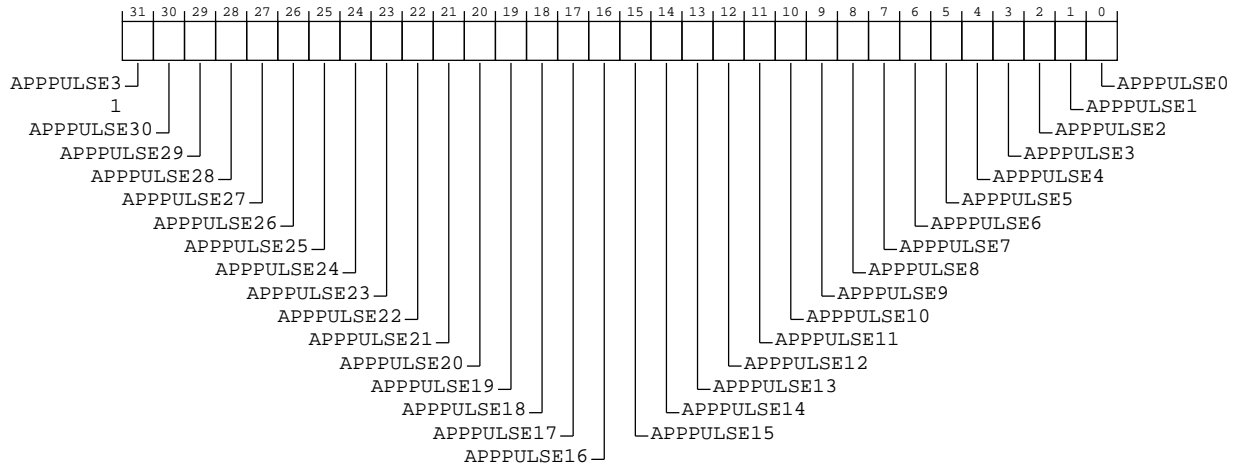 31 30 29 28 27 26 25 24 23 22 21 20 19 18 17 16 15 14 13 12 11 10 9 8 7 6 5 4 3 2 1 0
APPPULSE3 APPPULSE0
1 APPPULSE1
APPPULSE30 APPPULSE2
APPPULSE29 APPPULSE3
APPPULSE28 APPPULSE4
APPPULSE27 APPPULSE5
APPPULSE26 APPPULSE6
APPPULSE25 APPPULSE7
APPPULSE24 APPPULSE8
APPPULSE23 APPPULSE9
APPPULSE22 APPPULSE10
APPPULSE21 APPPULSE11
APPPULSE20 APPPULSE12
APPPULSE19 APPPULSE13
APPPULSE18 APPPULSE14
APPPULSE17 APPPULSE15
APPPULSE16